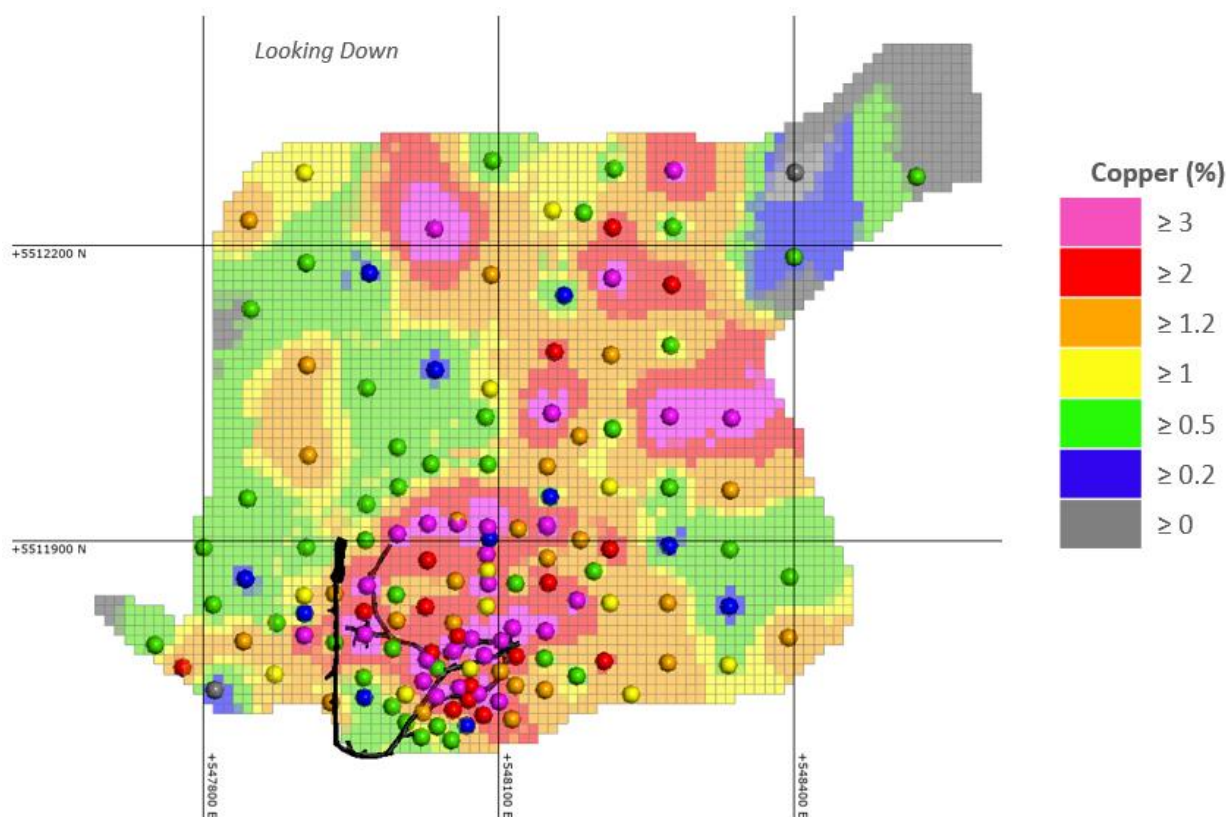 Looking Down
Copper (%)
≥ 3
≥ 2
≥ 1.2
≥ 1
≥ 0.5
≥ 0.2
≥ 0
+5512200 N
+5511900 N
+547800 E
+548100 E
+548400 E